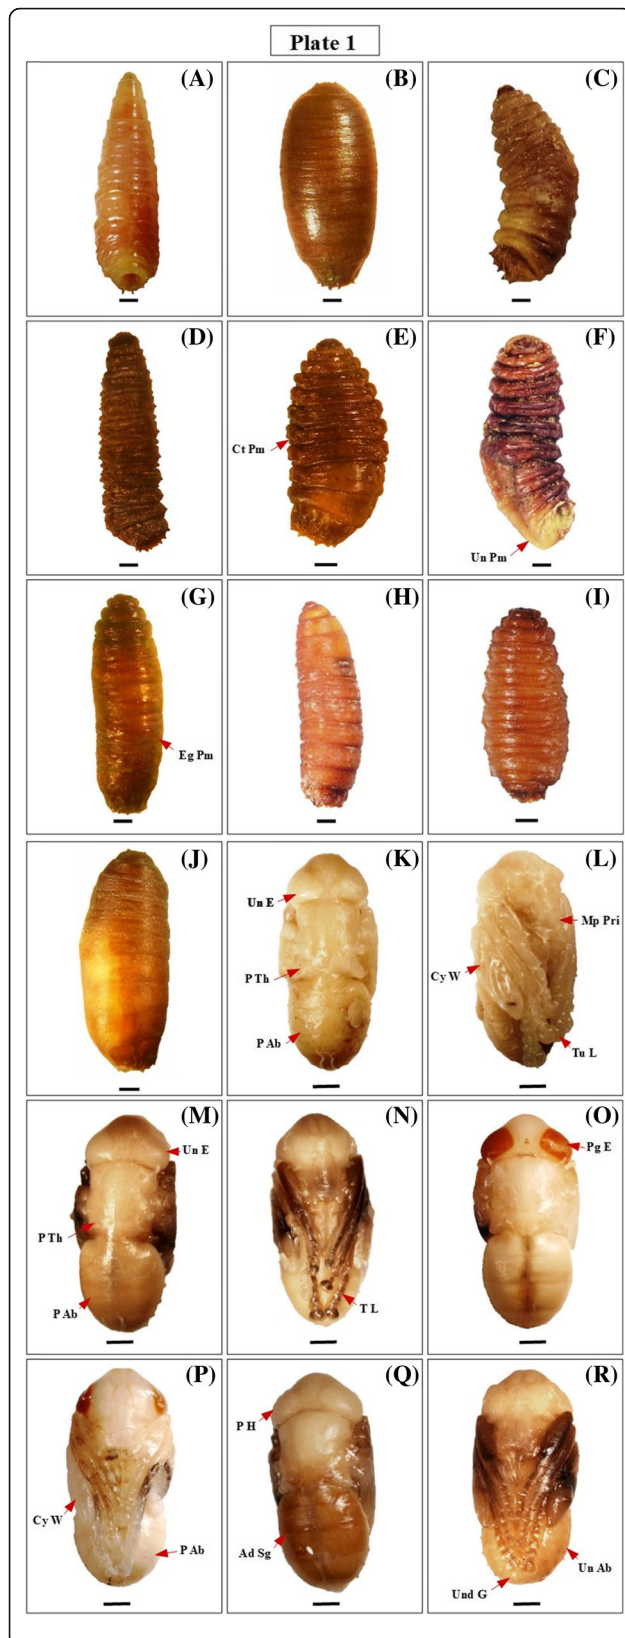 Plate 1
(A)
(B)
(C)
(D)
(E)
Ct Pm
(F)
Un Pm
(G)
Eg Pm
(H)
(I)
(J)
(K)
Un E
P Th
P Ab
(L)
Mp Pri
Cy W
Tu L
(M)
Un E
P Th
P Ab
(N)
T L
(O)
Pg E
(P)
Cy W
P Ab
(Q)
P H
Ad Sg
(R)
Un Ab
Und G